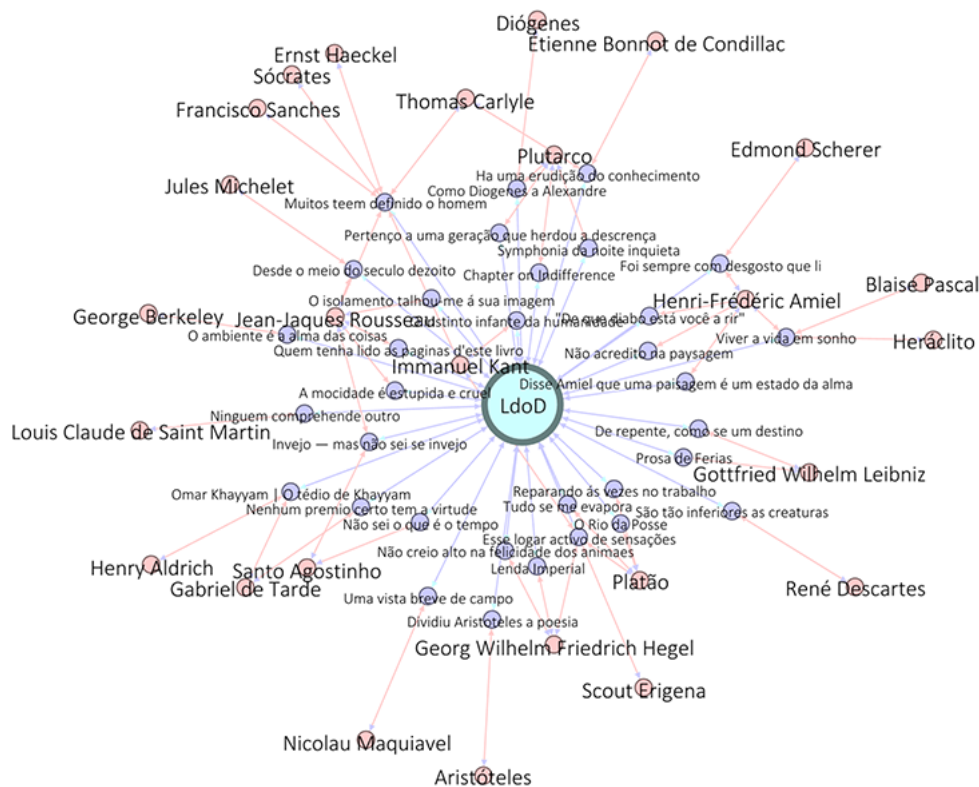 Diógenes
Étienne Bonnot de Condillac
Ernst Haeckel
Sócrates
Thomas Carlyle
Francisco Sanches
Edmond Scherer
Plutarco
Ha uma erudição do conhecimento
Jules Michelet
Como Diogenes a Alexandre
Muitos teem definido o homem
Pertenço a uma geração que herdou a descrença
Symphonia da noite inquieta
Foi sempre com desgosto que li
Desde o meio do seculo dezoito
Chapter on Indifference
Blaise Pascal
O isolamento talhou-me á sua imagem
Henri-Frédéric Amiel
George Berkeley
Jean-Jaques Rousseau
O instinto infante da humanidade
"De que diabo está você a rir"
O ambiente é a alma das coisas
Viver a vida em sonho
Heráclito
Quem tenha lido as paginas d'este livro
Não acredito na paysagem
Immanuel Kant
A mocidade é estupida e cruel
Disse Amiel que uma paisagem é um estado da alma
LdoD
Ninguem comprehende outro
Louis Claude de Saint Martin
De repente, como se um destino
Invejo — mas não sei se invejo
Prosa de Ferias
Gottfried Wilhelm Leibniz
Omar Khayyam | O tédio de Khayyam
Reparando ás vezes no trabalho
Nenhum premio certo tem a virtude
Tudo se me evapora
São tão inferiores as creaturas
Não sei o que é o tempo
O Rio da Posse
Esse logar activo de sensações
Não creio alto na felicidade dos animaes
Henry Aldrich
Santo Agostinho
Lenda Imperial
Gabriel de Tarde
Platão
René Descartes
Uma vista breve de campo
Dividiu Aristoteles a poesia
Georg Wilhelm Friedrich Hegel
Scout Erigena
Nicolau Maquiavel
Aristóteles